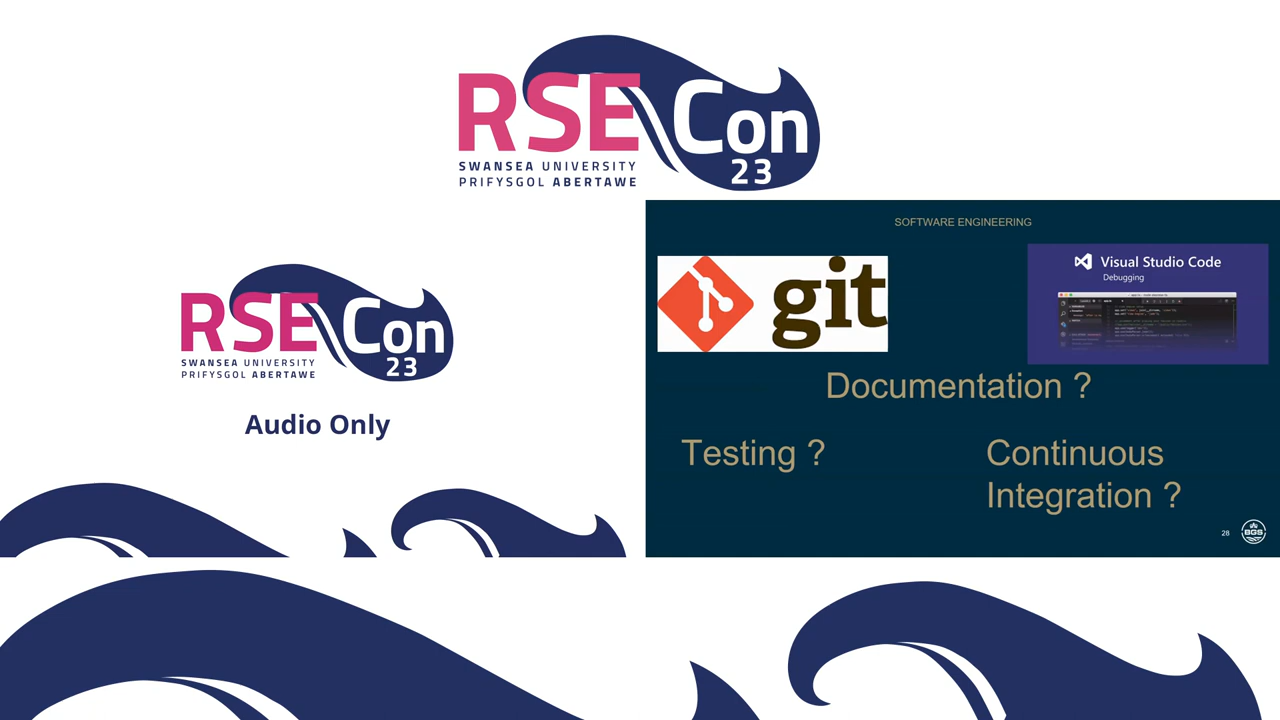 RSE Con
23
SWANSEA UNIVERSITY
PRIFYSGOL ABERTAWE
RSE Con
23
SWANSEA UNIVERSITY
PRIFYSGOL ABERTAWE
Audio Only
SOFTWARE ENGINEERING
git
Visual Studio Code
Debugging
Documentation ?
Testing ?
Continuous
Integration ?
28
BGS